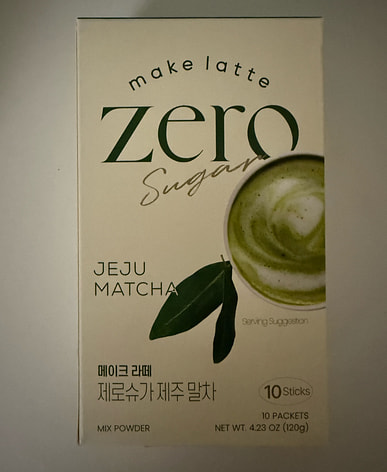 make latte
zero
Sugar
JEJU
MATCHA
Serving Suggestion
메이크 라떼
제로슈가 제주 말차
10 Sticks
10 PACKETS
MIX POWDER
NET WT. 4.23 OZ (120g)